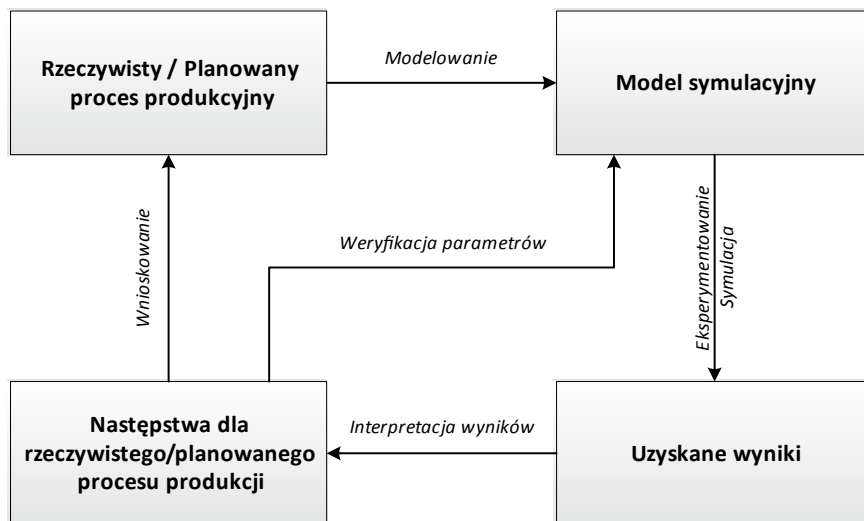 Rzeczywisty / Planowany
proces produkcyjny
Modelowanie
Model symulacyjny
Wnioskowanie
Weryfikacja parametrów
Eksperymentowanie
Symulacja
Następstwa dla
rzeczywistego/planowanego
procesu produkcji
Interpretacja wyników
Uzyskane wyniki